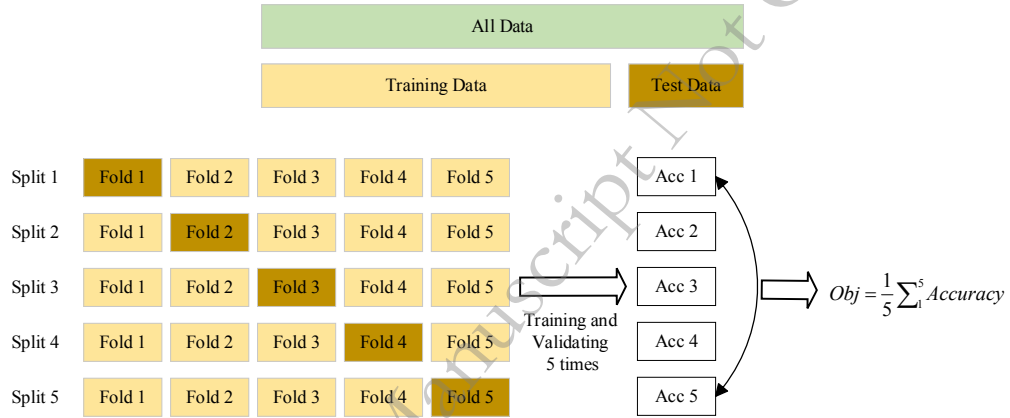 All Data
Training Data Test Data
Split 1 Fold 1 Fold 2 Fold 3 Fold 4 Fold 5 Acc 1
Split 2 Fold 1 Fold 2 Fold 3 Fold 4 Fold 5 Acc 2
Split 3 Fold 1 Fold 2 Fold 3 Fold 4 Fold 5 Acc 3
Training and
Validating
5 times
Obj = 1/5 ∑₁⁵ Accuracy
Split 4 Fold 1 Fold 2 Fold 3 Fold 4 Fold 5 Acc 4
Split 5 Fold 1 Fold 2 Fold 3 Fold 4 Fold 5 Acc 5
Manuscript Not